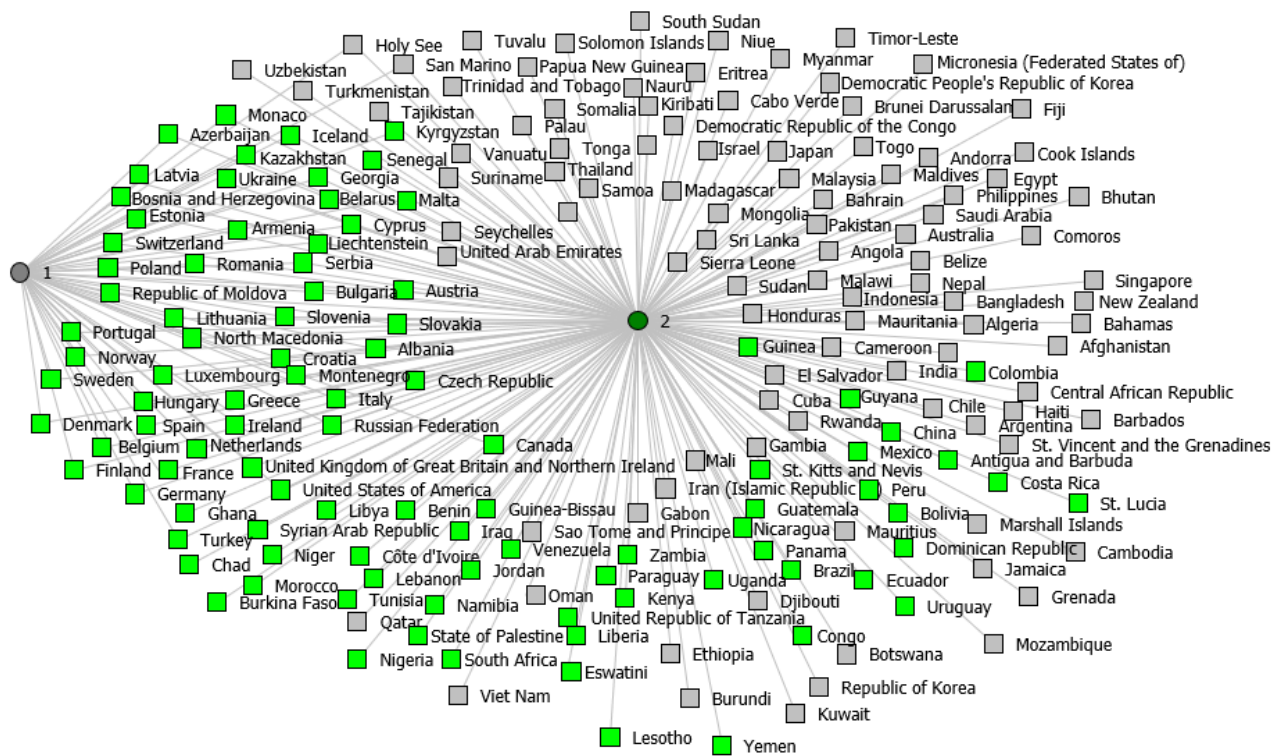 South Sudan
Holy See
Tuvalu
Solomon Islands
Niue
Timor-Leste
Uzbekistan
San Marino
Papua New Guinea
Eritrea
Myanmar
Micronesia (Federated States of)
Turkmenistan
Trinidad and Tobago
Nauru
Democratic People's Republic of Korea
Monaco
Tajikistan
Somalia
Kiribati
Cabo Verde
Brunei Darussalam
Fiji
Azerbaijan
Iceland
Kyrgyzstan
Palau
Democratic Republic of the Congo
Kazakhstan
Senegal
Vanuatu
Tonga
Israel
Japan
Togo
Andorra
Cook Islands
Latvia
Ukraine
Georgia
Suriname
Thailand
Malaysia
Maldives
Egypt
Bosnia and Herzegovina
Belarus
Malta
Samoa
Madagascar
Bahrain
Philippines
Bhutan
Estonia
Armenia
Cyprus
Seychelles
Mongolia
Pakistan
Saudi Arabia
Switzerland
Liechtenstein
United Arab Emirates
Sri Lanka
Angola
Australia
Comoros
1
Poland
Romania
Serbia
Sierra Leone
Belize
Republic of Moldova
Bulgaria
Austria
Sudan
Malawi
Nepal
Singapore
Lithuania
Slovenia
Slovakia
2
Honduras
Indonesia
Bangladesh
New Zealand
Portugal
North Macedonia
Albania
Mauritania
Algeria
Bahamas
Norway
Croatia
Guinea
Cameroon
Afghanistan
Sweden
Luxembourg
Montenegro
Czech Republic
El Salvador
India
Colombia
Hungary
Greece
Italy
Cuba
Guyana
Chile
Central African Republic
Haiti
Barbados
Denmark
Spain
Ireland
Russian Federation
Rwanda
China
Argentina
Belgium
Netherlands
Canada
Gambia
Mexico
St. Vincent and the Grenadines
Finland
France
United Kingdom of Great Britain and Northern Ireland
Mali
St. Kitts and Nevis
Antigua and Barbuda
Germany
United States of America
Iran (Islamic Republic )
Peru
Costa Rica
Ghana
Libya
Benin
Guinea-Bissau
Gabon
Guatemala
Bolivia
St. Lucia
Turkey
Syrian Arab Republic
Iraq
Sao Tome and Principe
Nicaragua
Mauritius
Marshall Islands
Chad
Niger
Côte d'Ivoire
Venezuela
Zambia
Panama
Dominican Republic
Cambodia
Morocco
Lebanon
Jordan
Paraguay
Uganda
Brazil
Ecuador
Jamaica
Burkina Faso
Tunisia
Namibia
Oman
Kenya
Djibouti
Uruguay
Grenada
Qatar
State of Palestine
United Republic of Tanzania
Liberia
Congo
Mozambique
Nigeria
South Africa
Eswatini
Ethiopia
Botswana
Viet Nam
Burundi
Republic of Korea
Kuwait
Lesotho
Yemen